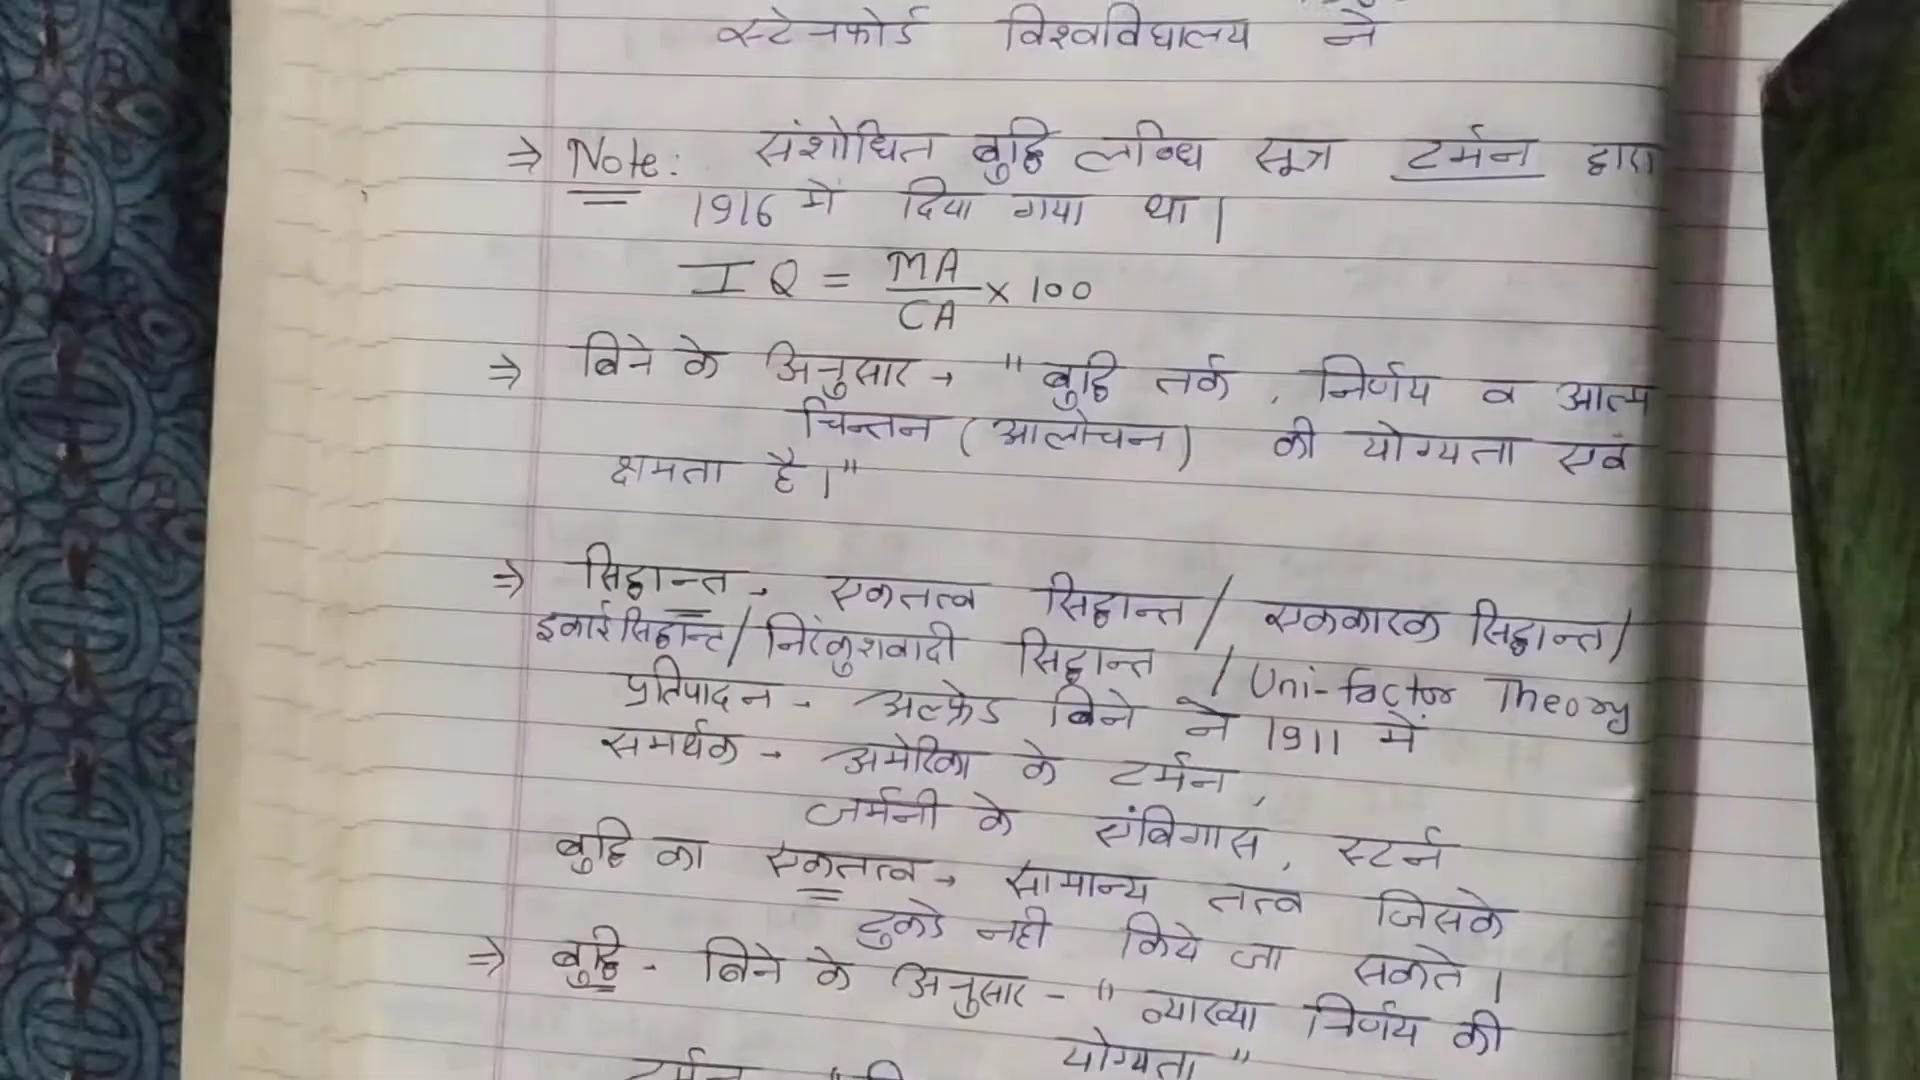 स्टेनफोर्ड विश्वविद्यालय ने
⇒ Note: संशोधित बुद्धि लब्धि सूत्र टर्मन द्वारा
1916 में दिया गया था।
IQ = MA/CA × 100
⇒ बिने के अनुसार → " बुद्धि तर्क, निर्णय व आत्म
चिन्तन (आलोचन) की योग्यता एवं
क्षमता है।"
⇒ सिद्धान्त → एकतत्व सिद्धान्त / एककारक सिद्धान्त/
इकाई सिद्धान्त / निरंकुशवादी सिद्धान्त / Uni-factor Theory
प्रतिपादन → अल्फ्रेड बिने ने 1911 में
समर्थक → अमेरिका के टर्मन,
जर्मनी के एंबिगास, स्टर्न
बुद्धि का एकतत्व → सामान्य तत्व जिसके
टुकडे नही किये जा सकते।
⇒ बुद्धि - बिने के अनुसार - " व्याख्या निर्णय की
योग्यता "
टर्मन